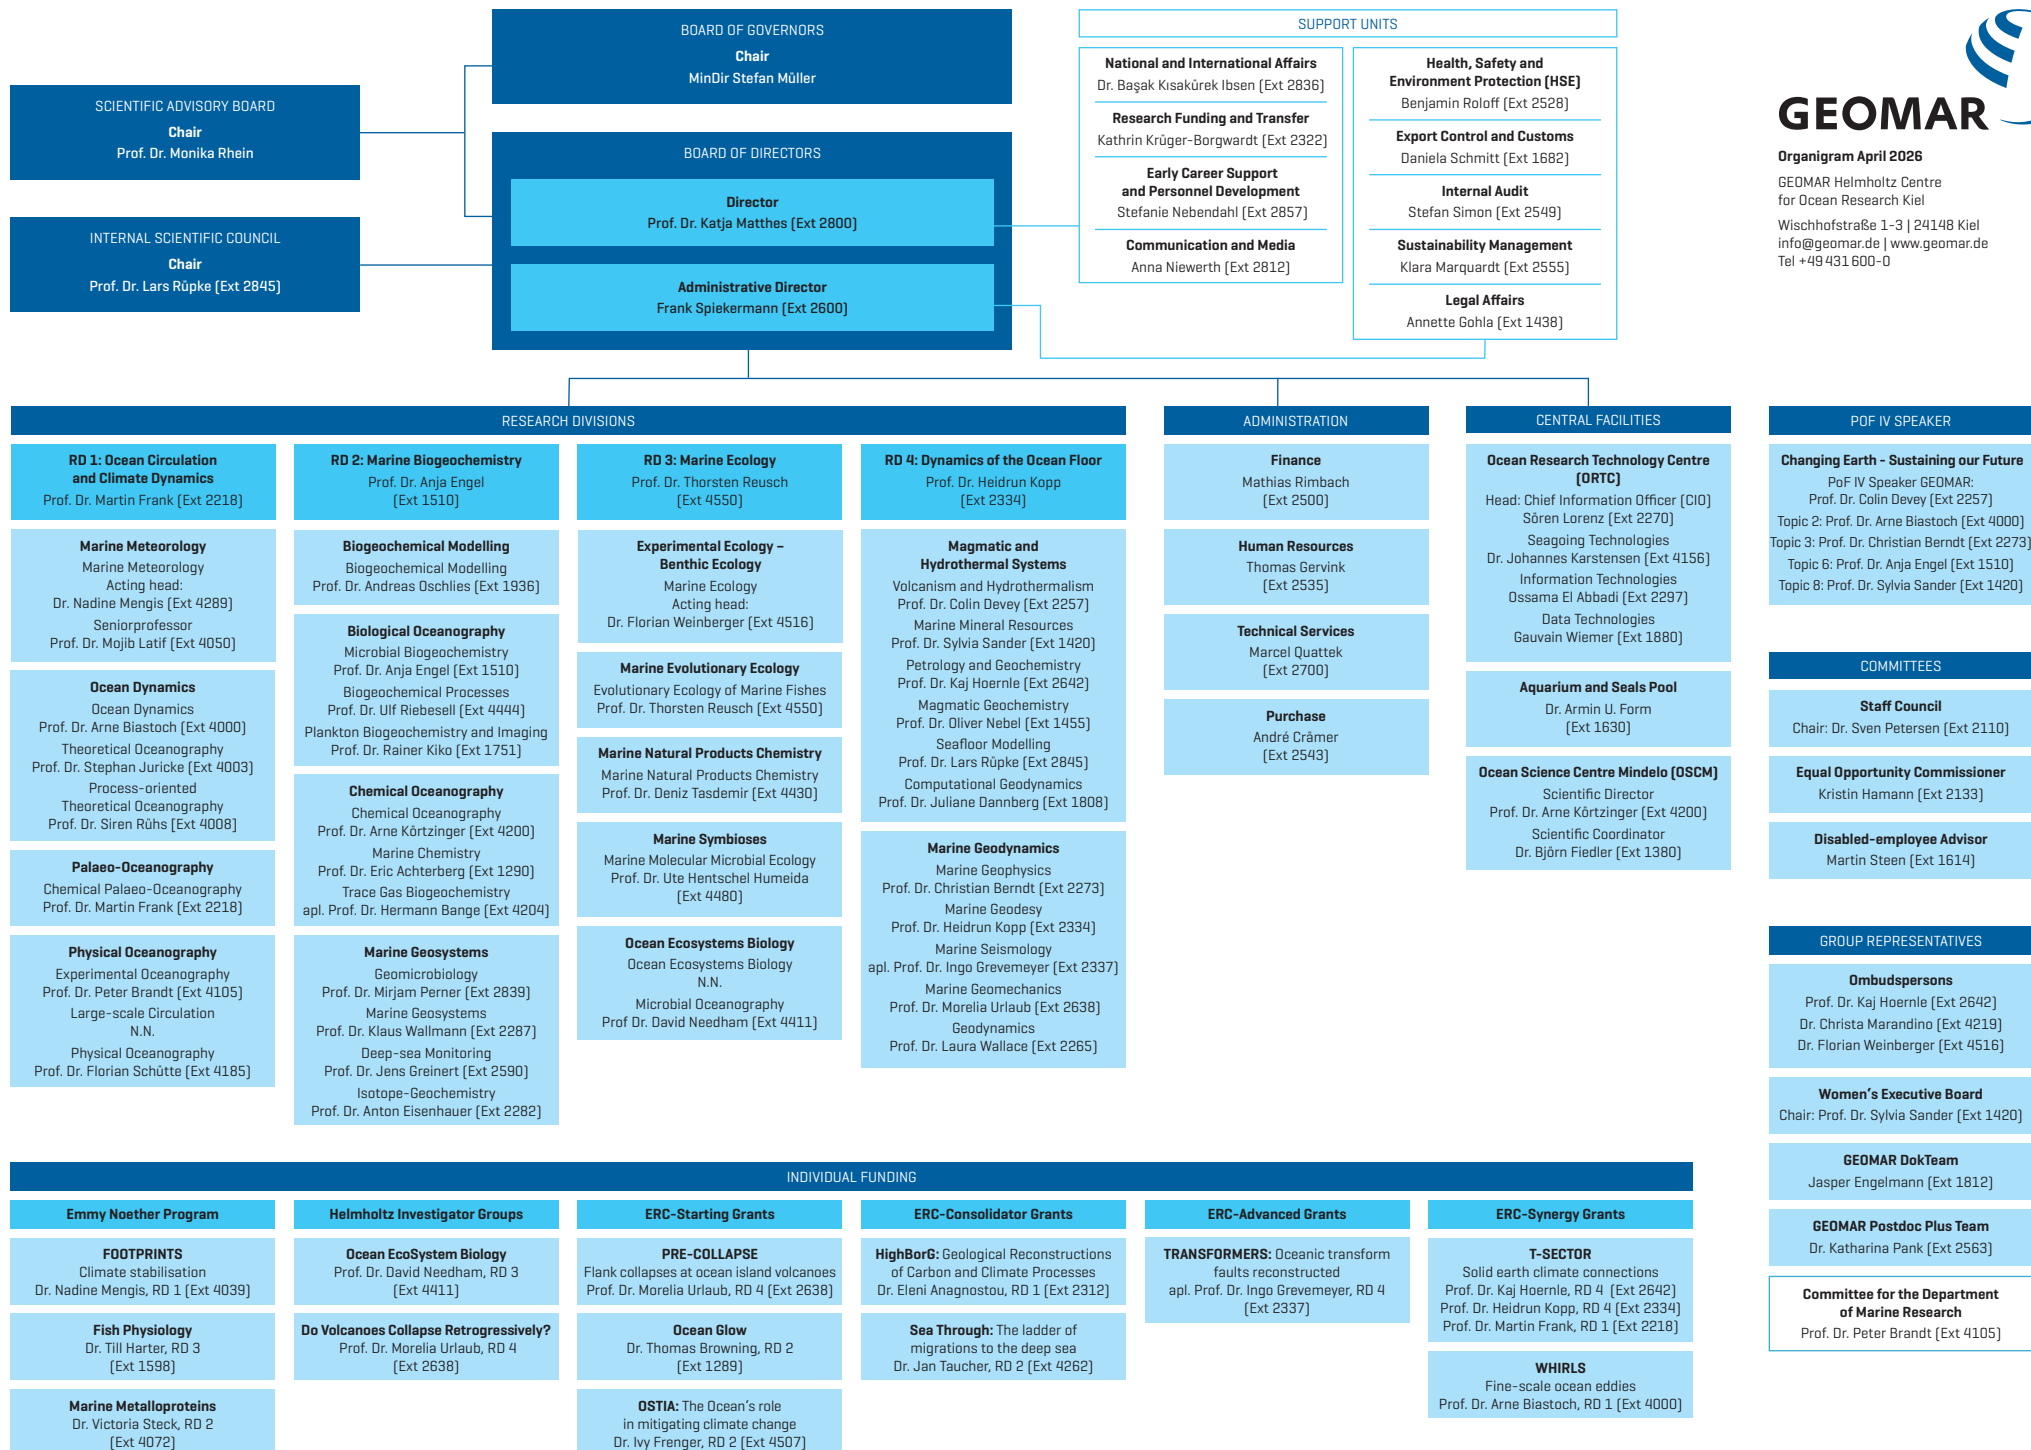 BOARD OF GOVERNORS
Chair
MinDir Stefan Müller
SCIENTIFIC ADVISORY BOARD
Chair
Prof. Dr. Monika Rhein
INTERNAL SCIENTIFIC COUNCIL
Chair
Prof. Dr. Lars Rüpke (Ext 2845)
BOARD OF DIRECTORS
Director
Prof. Dr. Katja Matthes (Ext 2800)
Administrative Director
Frank Spiekermann (Ext 2600)
SUPPORT UNITS
National and International Affairs
Dr. Başak Kısakürek Ibsen (Ext 2836)
Research Funding and Transfer
Kathrin Krüger-Borgwardt (Ext 2322)
Early Career Support
and Personnel Development
Stefanie Nebendahl (Ext 2857)
Communication and Media
Anna Niewerth (Ext 2812)
Health, Safety and
Environment Protection (HSE)
Benjamin Roloff (Ext 2528)
Export Control and Customs
Daniela Schmitt (Ext 1682)
Internal Audit
Stefan Simon (Ext 2549)
Sustainability Management
Klara Marquardt (Ext 2555)
Legal Affairs
Annette Gohla (Ext 1438)
GEOMAR
Organigram April 2026
GEOMAR Helmholtz Centre
for Ocean Research Kiel
Wischhofstraße 1-3 | 24148 Kiel
info@geomar.de | www.geomar.de
Tel +49 431 600-0
RESEARCH DIVISIONS
RD 1: Ocean Circulation
and Climate Dynamics
Prof. Dr. Martin Frank (Ext 2218)
Marine Meteorology
Marine Meteorology
Acting head:
Dr. Nadine Mengis (Ext 4289)
Seniorprofessor
Prof. Dr. Mojib Latif (Ext 4050)
Ocean Dynamics
Ocean Dynamics
Prof. Dr. Arne Biastoch (Ext 4000)
Theoretical Oceanography
Prof. Dr. Stephan Juricke (Ext 4003)
Process-oriented
Theoretical Oceanography
Prof. Dr. Siren Rühs (Ext 4008)
Palaeo-Oceanography
Chemical Palaeo-Oceanography
Prof. Dr. Martin Frank (Ext 2218)
Physical Oceanography
Experimental Oceanography
Prof. Dr. Peter Brandt (Ext 4105)
Large-scale Circulation
N.N.
Physical Oceanography
Prof. Dr. Florian Schütte (Ext 4185)
RD 2: Marine Biogeochemistry
Prof. Dr. Anja Engel
(Ext 1510)
Biogeochemical Modelling
Biogeochemical Modelling
Prof. Dr. Andreas Oschlies (Ext 1936)
Biological Oceanography
Microbial Biogeochemistry
Prof. Dr. Anja Engel (Ext 1510)
Biogeochemical Processes
Prof. Dr. Ulf Riebesell (Ext 4444)
Plankton Biogeochemistry and Imaging
Prof. Dr. Rainer Kiko (Ext 1751)
Chemical Oceanography
Chemical Oceanography
Prof. Dr. Arne Körtzinger (Ext 4200)
Marine Chemistry
Prof. Dr. Eric Achterberg (Ext 1290)
Trace Gas Biogeochemistry
apl. Prof. Dr. Hermann Bange (Ext 4204)
Marine Geosystems
Geomicrobiology
Prof. Dr. Mirjam Perner (Ext 2839)
Marine Geosystems
Prof. Dr. Klaus Wallmann (Ext 2287)
Deep-sea Monitoring
Prof. Dr. Jens Greinert (Ext 2590)
Isotope-Geochemistry
Prof. Dr. Anton Eisenhauer (Ext 2282)
RD 3: Marine Ecology
Prof. Dr. Thorsten Reusch
(Ext 4550)
Experimental Ecology –
Benthic Ecology
Marine Ecology
Acting head:
Dr. Florian Weinberger (Ext 4516)
Marine Evolutionary Ecology
Evolutionary Ecology of Marine Fishes
Prof. Dr. Thorsten Reusch (Ext 4550)
Marine Natural Products Chemistry
Marine Natural Products Chemistry
Prof. Dr. Deniz Tasdemir (Ext 4430)
Marine Symbioses
Marine Molecular Microbial Ecology
Prof. Dr. Ute Hentschel Humeida
(Ext 4480)
Ocean Ecosystems Biology
Ocean Ecosystems Biology
N.N.
Microbial Oceanography
Prof Dr. David Needham (Ext 4411)
RD 4: Dynamics of the Ocean Floor
Prof. Dr. Heidrun Kopp
(Ext 2334)
Magmatic and
Hydrothermal Systems
Volcanism and Hydrothermalism
Prof. Dr. Colin Devey (Ext 2257)
Marine Mineral Resources
Prof. Dr. Sylvia Sander (Ext 1420)
Petrology and Geochemistry
Prof. Dr. Kaj Hoernle (Ext 2642)
Magmatic Geochemistry
Prof. Dr. Oliver Nebel (Ext 1455)
Seafloor Modelling
Prof. Dr. Lars Rüpke (Ext 2845)
Computational Geodynamics
Prof. Dr. Juliane Dannberg (Ext 1808)
Marine Geodynamics
Marine Geophysics
Prof. Dr. Christian Berndt (Ext 2273)
Marine Geodesy
Prof. Dr. Heidrun Kopp (Ext 2334)
Marine Seismology
apl. Prof. Dr. Ingo Grevemeyer (Ext 2337)
Marine Geomechanics
Prof. Dr. Morelia Urlaub (Ext 2638)
Geodynamics
Prof. Dr. Laura Wallace (Ext 2265)
ADMINISTRATION
Finance
Mathias Rimbach
(Ext 2500)
Human Resources
Thomas Gervink
(Ext 2535)
Technical Services
Marcel Quattek
(Ext 2700)
Purchase
André Crämer
(Ext 2543)
CENTRAL FACILITIES
Ocean Research Technology Centre
(ORTC)
Head: Chief Information Officer (CIO)
Sören Lorenz (Ext 2270)
Seagoing Technologies
Dr. Johannes Karstensen (Ext 4156)
Information Technologies
Ossama El Abbadi (Ext 2297)
Data Technologies
Gauvain Wiemer (Ext 1880)
Aquarium and Seals Pool
Dr. Armin U. Form
(Ext 1630)
Ocean Science Centre Mindelo (OSCM)
Scientific Director
Prof. Dr. Arne Körtzinger (Ext 4200)
Scientific Coordinator
Dr. Björn Fiedler (Ext 1380)
POF IV SPEAKER
Changing Earth - Sustaining our Future
PoF IV Speaker GEOMAR:
Prof. Dr. Colin Devey (Ext 2257)
Topic 2: Prof. Dr. Arne Biastoch (Ext 4000)
Topic 3: Prof. Dr. Christian Berndt (Ext 2273)
Topic 6: Prof. Dr. Anja Engel (Ext 1510)
Topic 8: Prof. Dr. Sylvia Sander (Ext 1420)
COMMITTEES
Staff Council
Chair: Dr. Sven Petersen (Ext 2110)
Equal Opportunity Commissioner
Kristin Hamann (Ext 2133)
Disabled-employee Advisor
Martin Steen (Ext 1614)
GROUP REPRESENTATIVES
Ombudspersons
Prof. Dr. Kaj Hoernle (Ext 2642)
Dr. Christa Marandino (Ext 4219)
Dr. Florian Weinberger (Ext 4516)
Women's Executive Board
Chair: Prof. Dr. Sylvia Sander (Ext 1420)
GEOMAR DokTeam
Jasper Engelmann (Ext 1812)
GEOMAR Postdoc Plus Team
Dr. Katharina Pank (Ext 2563)
Committee for the Department
of Marine Research
Prof. Dr. Peter Brandt (Ext 4105)
INDIVIDUAL FUNDING
Emmy Noether Program
FOOTPRINTS
Climate stabilisation
Dr. Nadine Mengis, RD 1 (Ext 4039)
Fish Physiology
Dr. Till Harter, RD 3
(Ext 1598)
Marine Metalloproteins
Dr. Victoria Steck, RD 2
(Ext 4072)
Helmholtz Investigator Groups
Ocean EcoSystem Biology
Prof. Dr. David Needham, RD 3
(Ext 4411)
Do Volcanoes Collapse Retrogressively?
Prof. Dr. Morelia Urlaub, RD 4
(Ext 2638)
ERC-Starting Grants
PRE-COLLAPSE
Flank collapses at ocean island volcanoes
Prof. Dr. Morelia Urlaub, RD 4 (Ext 2638)
Ocean Glow
Dr. Thomas Browning, RD 2
(Ext 1289)
OSTIA: The Ocean's role
in mitigating climate change
Dr. Ivy Frenger, RD 2 (Ext 4507)
ERC-Consolidator Grants
HighBorG: Geological Reconstructions
of Carbon and Climate Processes
Dr. Eleni Anagnostou, RD 1 (Ext 2312)
Sea Through: The ladder of
migrations to the deep sea
Dr. Jan Taucher, RD 2 (Ext 4262)
ERC-Advanced Grants
TRANSFORMERS: Oceanic transform
faults reconstructed
apl. Prof. Dr. Ingo Grevemeyer, RD 4
(Ext 2337)
ERC-Synergy Grants
T-SECTOR
Solid earth climate connections
Prof. Dr. Kaj Hoernle, RD 4 (Ext 2642)
Prof. Dr. Heidrun Kopp, RD 4 (Ext 2334)
Prof. Dr. Martin Frank, RD 1 (Ext 2218)
WHIRLS
Fine-scale ocean eddies
Prof. Dr. Arne Biastoch, RD 1 (Ext 4000)